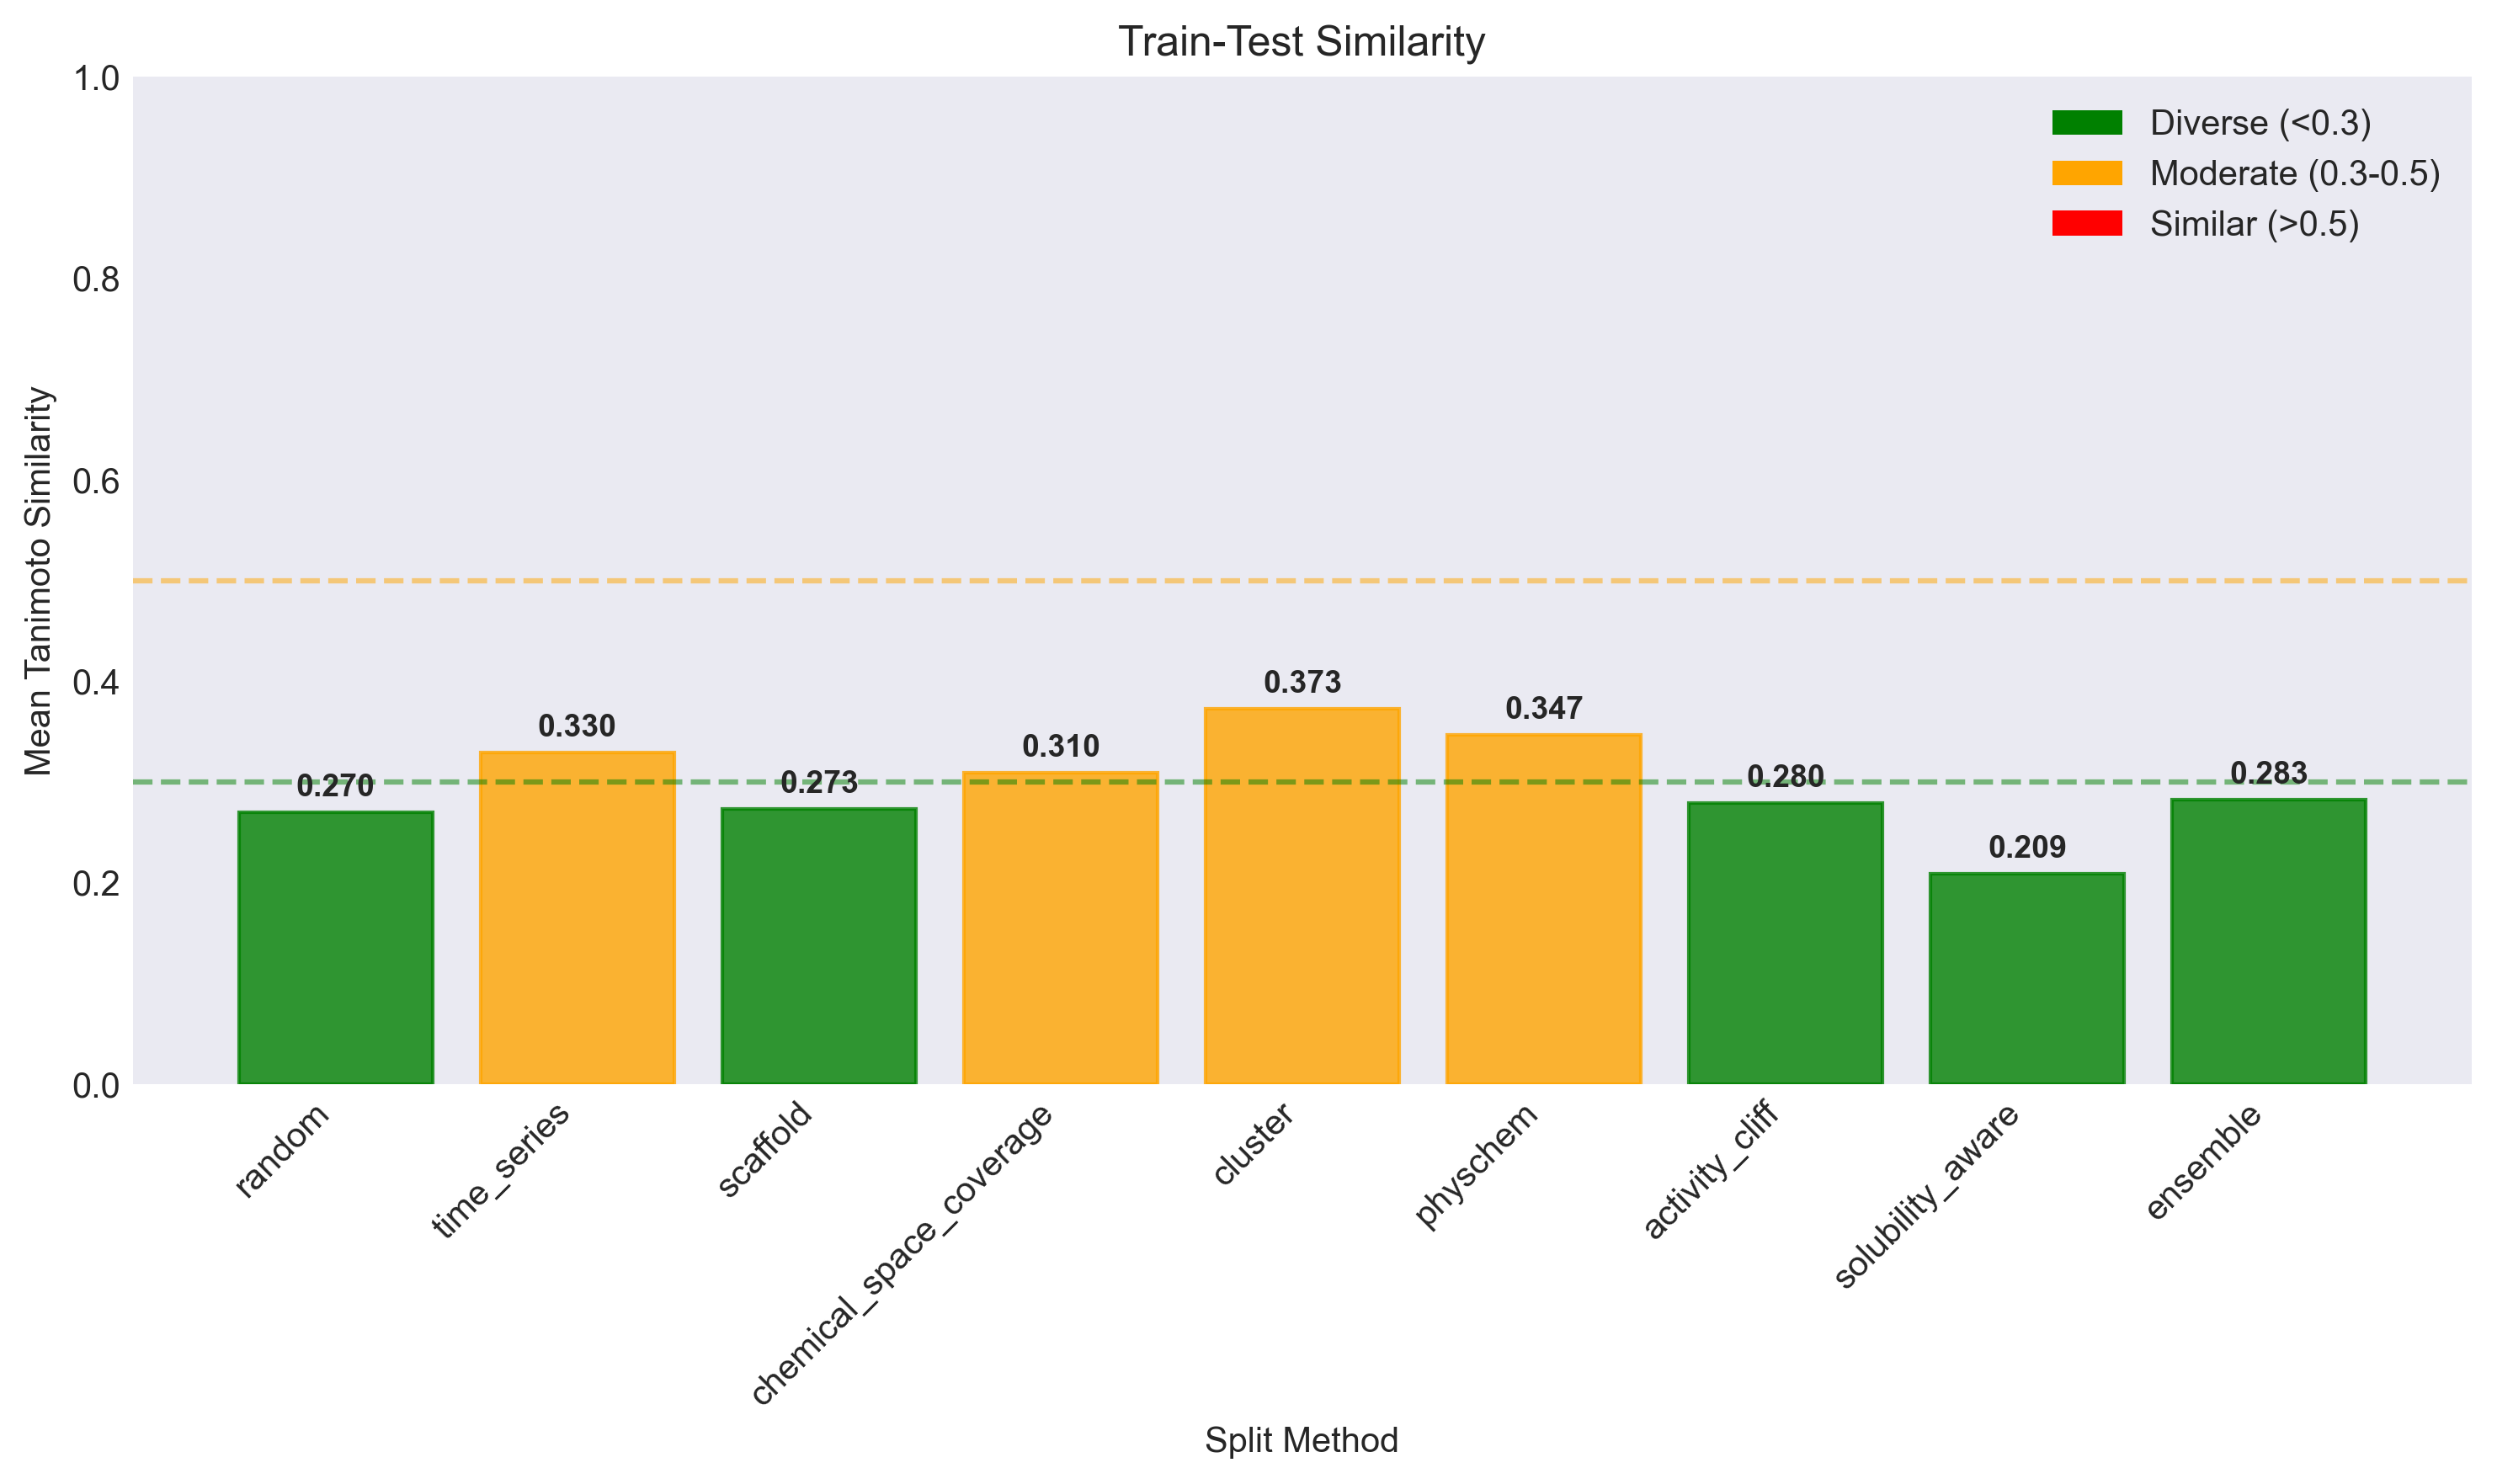 Train-Test Similarity
1.0
0.8
0.6
0.4
0.2
0.0
Mean Tanimoto Similarity
Diverse (<0.3)
Moderate (0.3-0.5)
Similar (>0.5)
0.270
0.330
0.273
0.310
0.373
0.347
0.280
0.209
0.283
random
time_series
scaffold
chemical_space_coverage
cluster
physchem
activity_cliff
solubility_aware
ensemble
Split Method